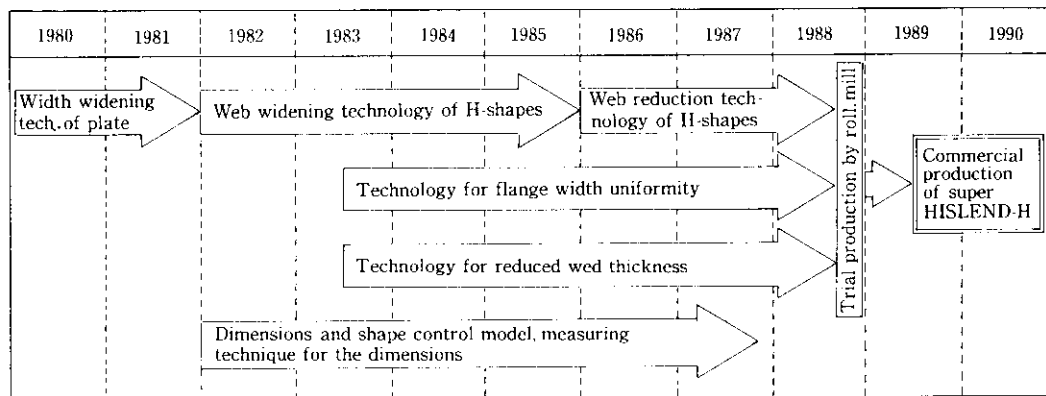 1980 1981 1982 1983 1984 1985 1986 1987 1988 1989 1990
Width widening
tech. of plate
Web widening technology of H-shapes
Web reduction tech-
nology of H-shapes
Technology for flange width uniformity
Technology for reduced wed thickness
Dimensions and shape control model, measuring
technique for the dimensions
Trial production by roll. mill
Commercial
production
of super
HISLEND-H